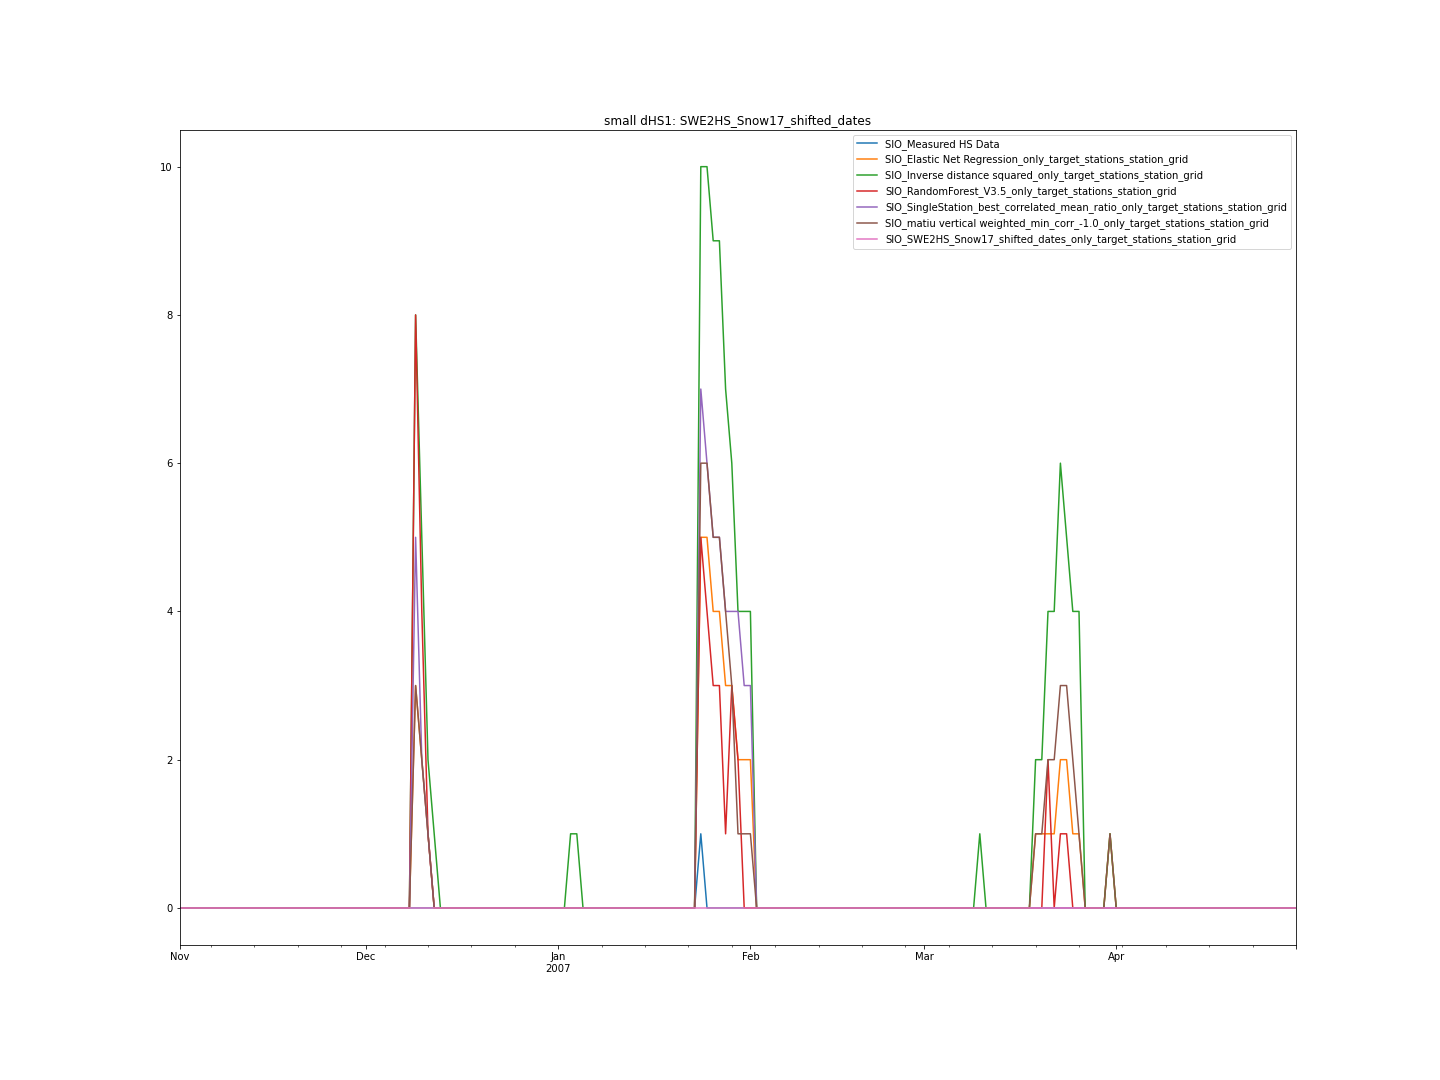 small dHS1: SWE2HS_Snow17_shifted_dates
SIO_Measured HS Data
SIO_Elastic Net Regression_only_target_stations_station_grid
SIO_Inverse distance squared_only_target_stations_station_grid
SIO_RandomForest_V3.5_only_target_stations_station_grid
SIO_SingleStation_best_correlated_mean_ratio_only_target_stations_station_grid
SIO_matiu vertical weighted_min_corr_-1.0_only_target_stations_station_grid
SIO_SWE2HS_Snow17_shifted_dates_only_target_stations_station_grid
10
8
6
4
2
0
Nov Dec Jan Feb Mar Apr
2007